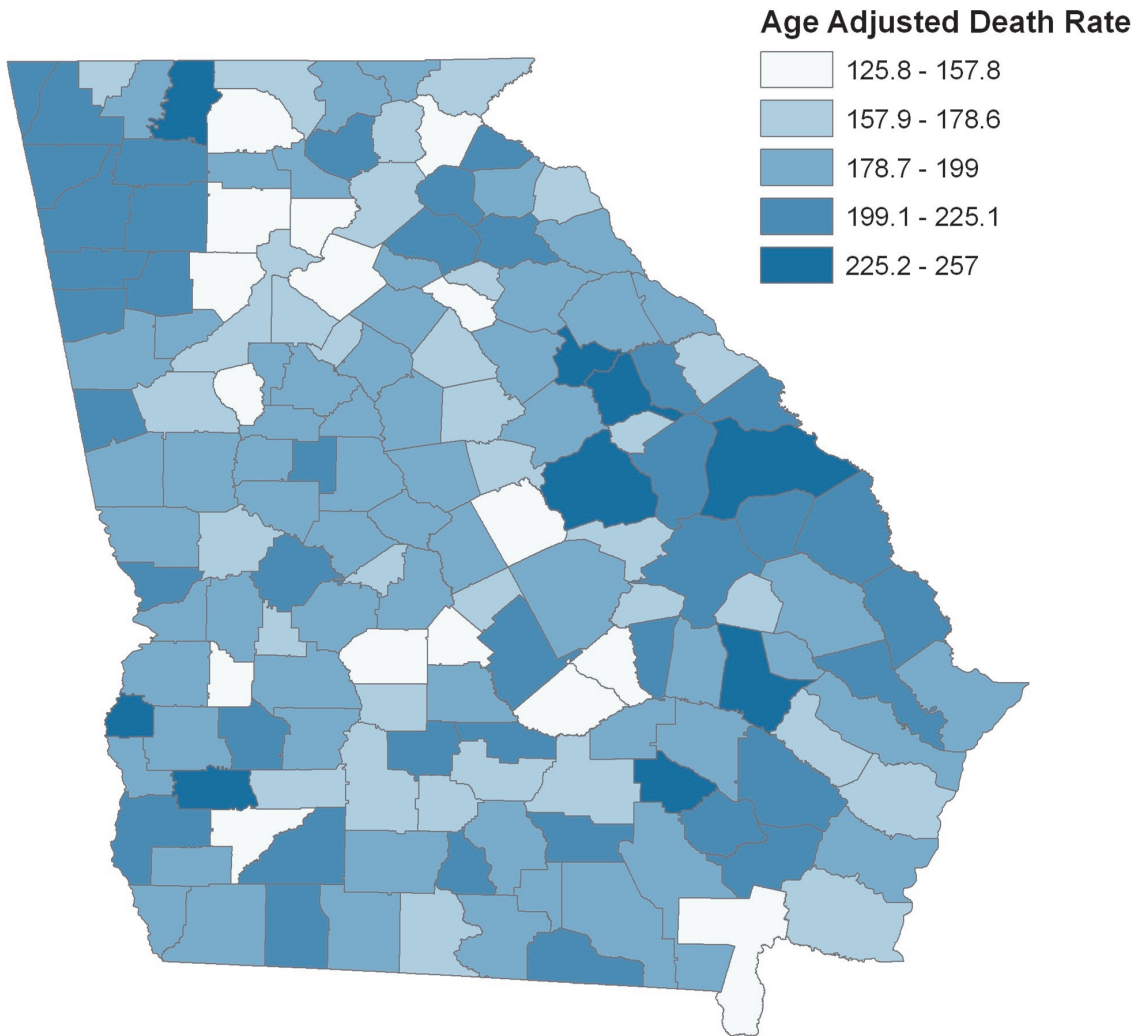 Age Adjusted Death Rate
125.8 - 157.8
157.9 - 178.6
178.7 - 199
199.1 - 225.1
225.2 - 257